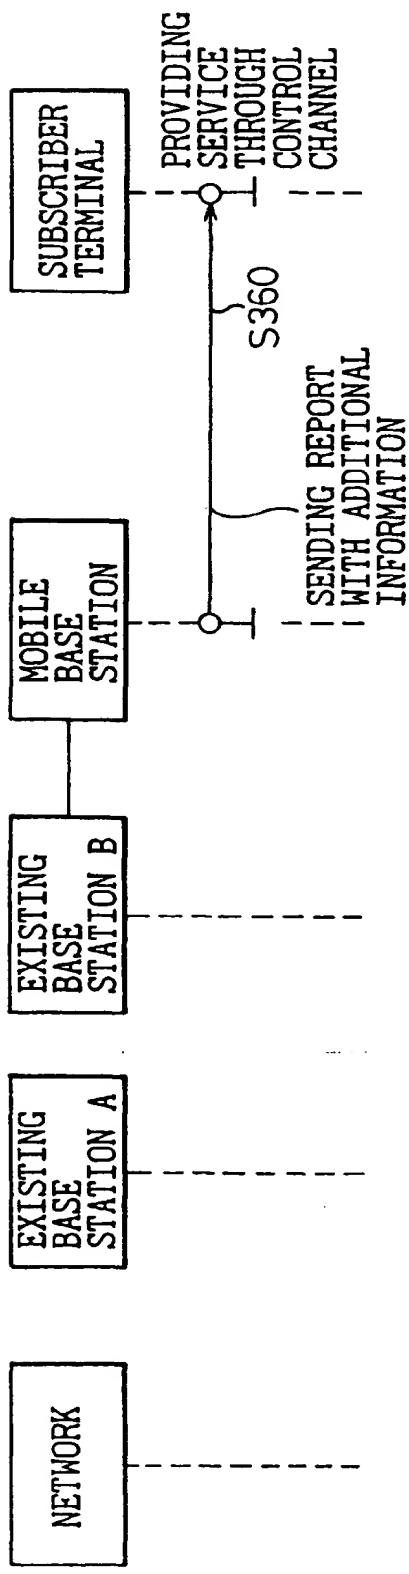 NETWORK
EXISTING
BASE
STATION A
EXISTING
BASE
STATION B
MOBILE
BASE
STATION
SUBSCRIBER
TERMINAL
PROVIDING
SERVICE
THROUGH
CONTROL
CHANNEL
S360
SENDING REPORT
WITH ADDITIONAL
INFORMATION